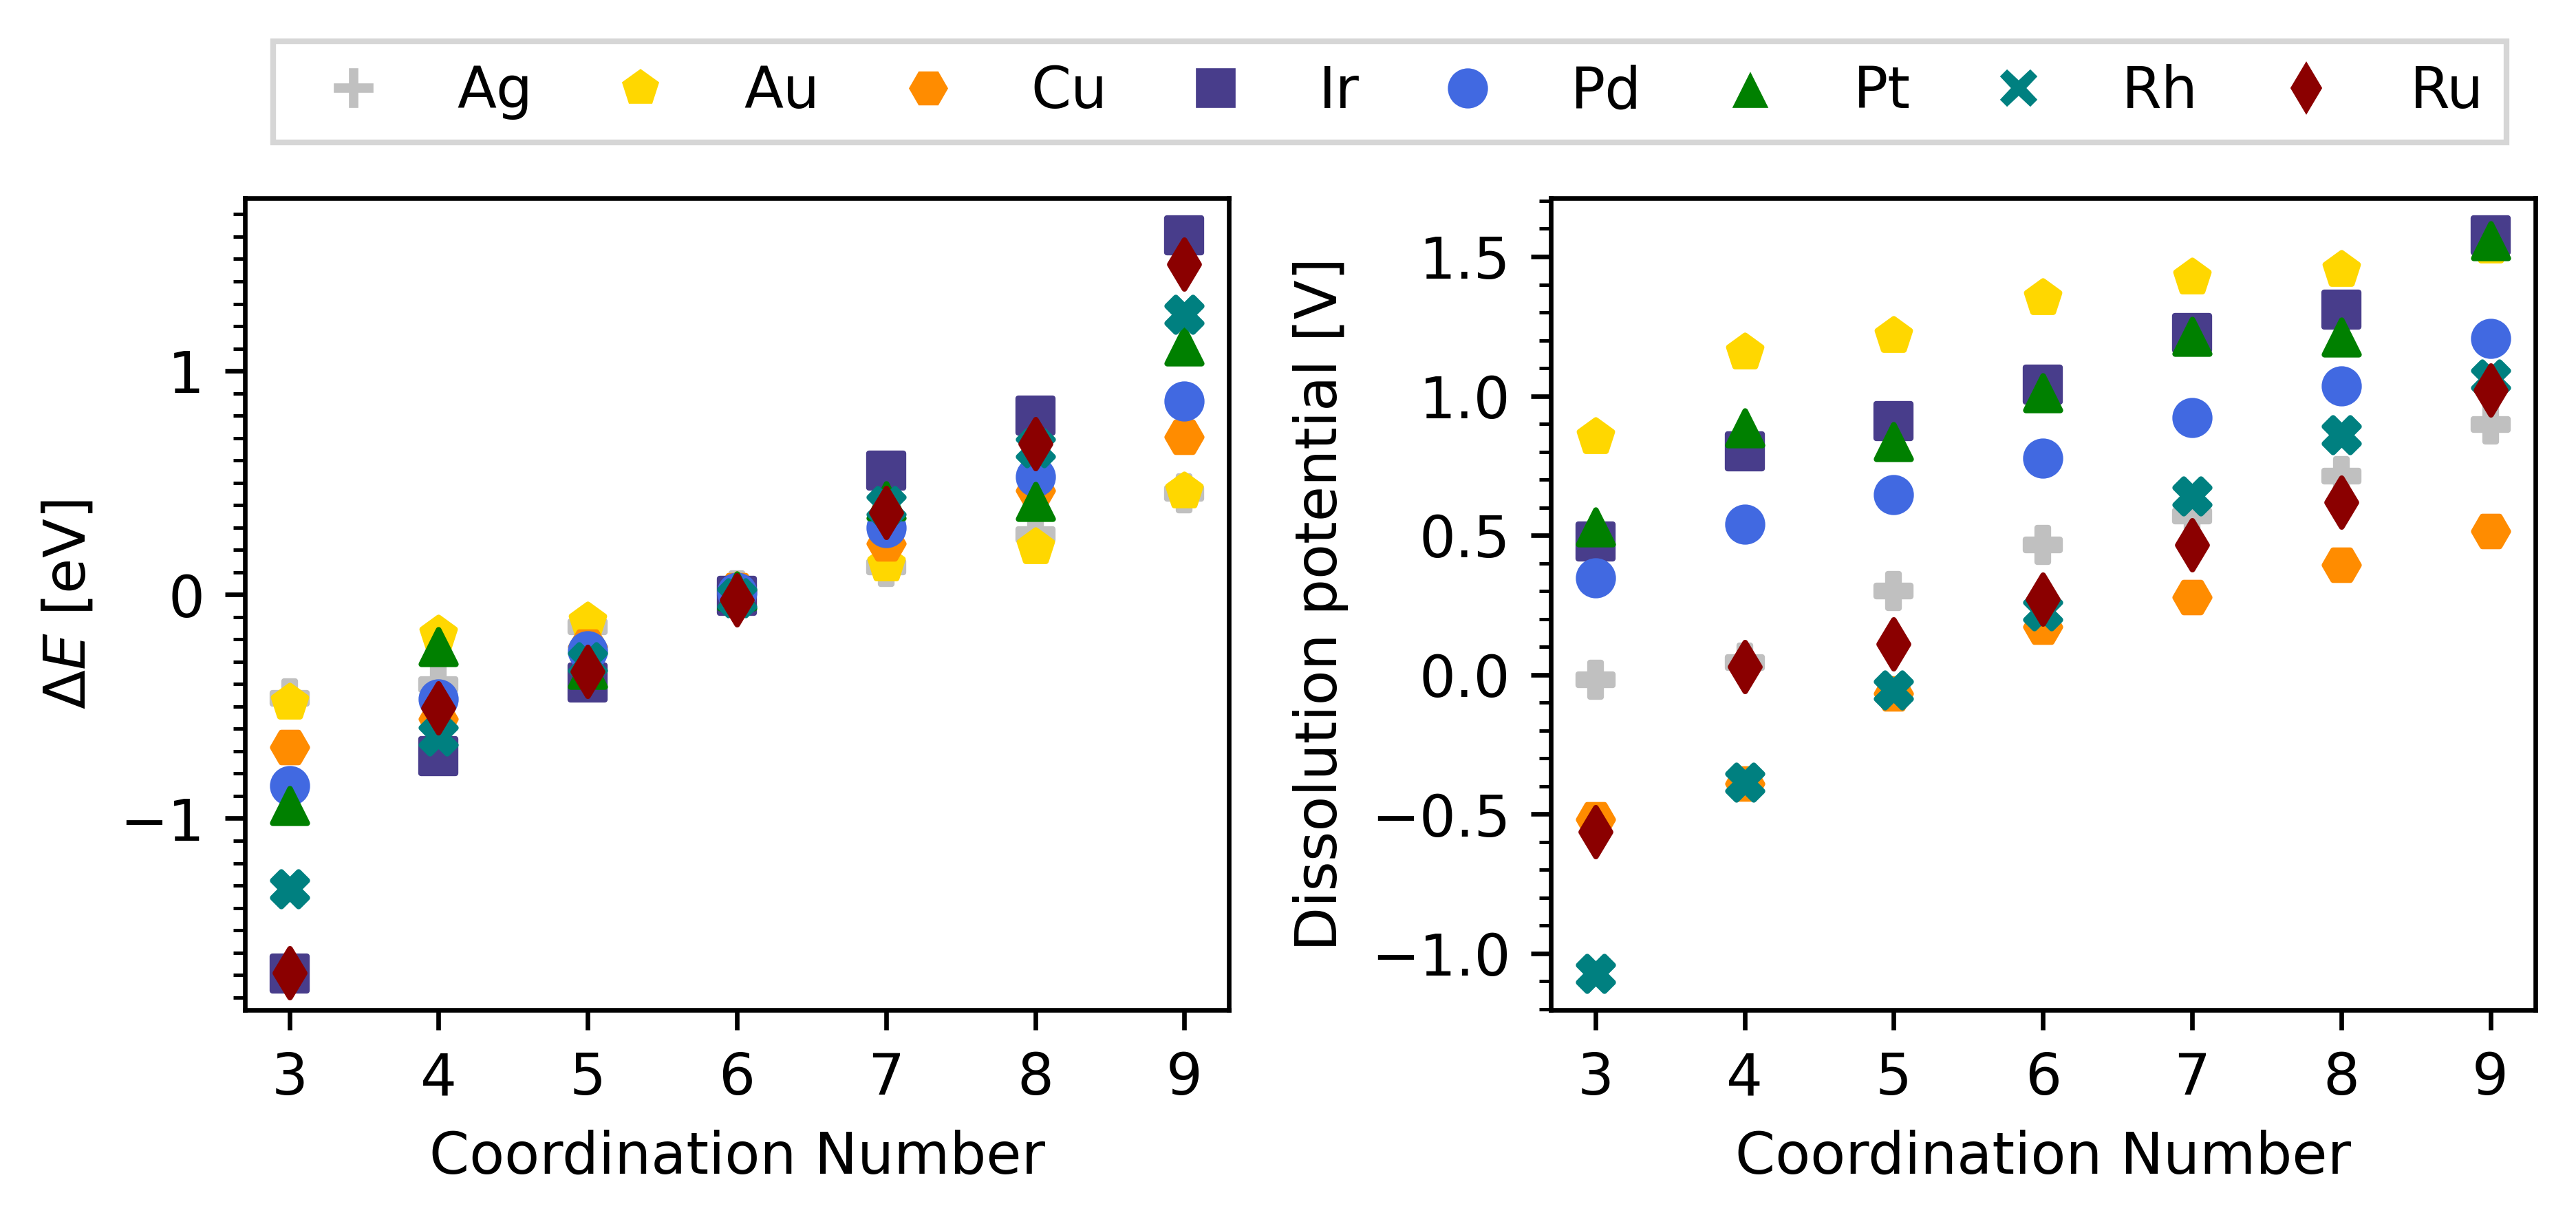 Ag Au Cu Ir Pd Pt Rh Ru
ΔE [eV]
1
0
−1
3 4 5 6 7 8 9
Coordination Number
Dissolution potential [V]
1.5
1.0
0.5
0.0
−0.5
−1.0
3 4 5 6 7 8 9
Coordination Number